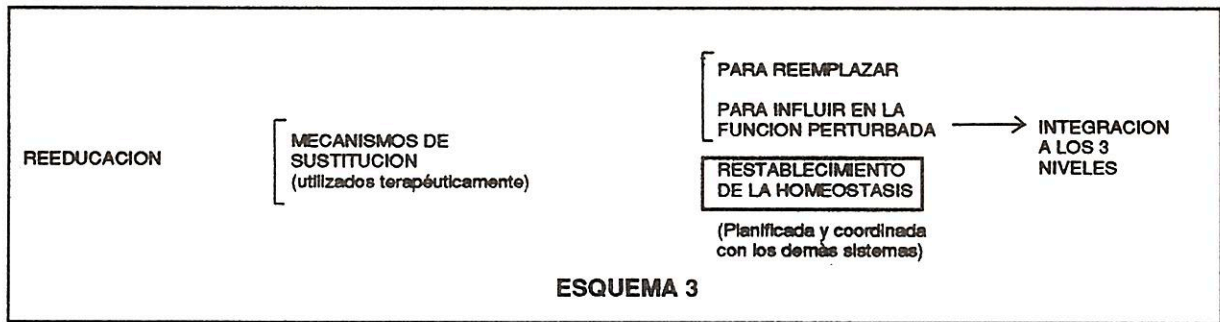 REEDUCACION
MECANISMOS DE
SUSTITUCION
(utilizados terapéuticamente)
PARA REEMPLAZAR
PARA INFLUIR EN LA
FUNCION PERTURBADA
INTEGRACION
A LOS 3
NIVELES
RESTABLECIMIENTO
DE LA HOMEOSTASIS
(Planificada y coordinada
con los demàs sistemas)
ESQUEMA 3